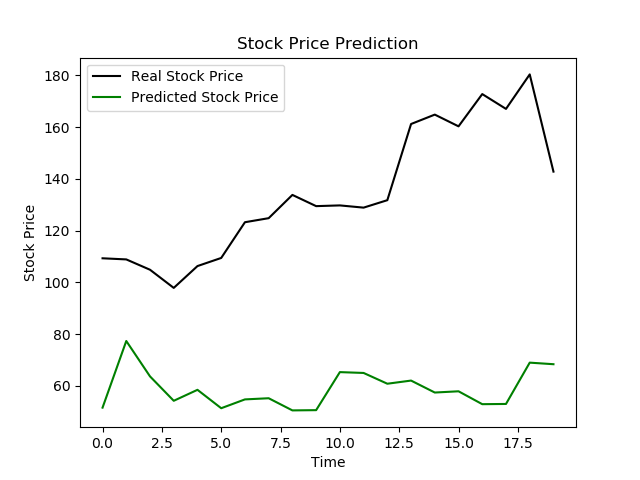 Stock Price Prediction
Real Stock Price
Predicted Stock Price
Stock Price
180
160
140
120
100
80
60
0.0 2.5 5.0 7.5 10.0 12.5 15.0 17.5
Time